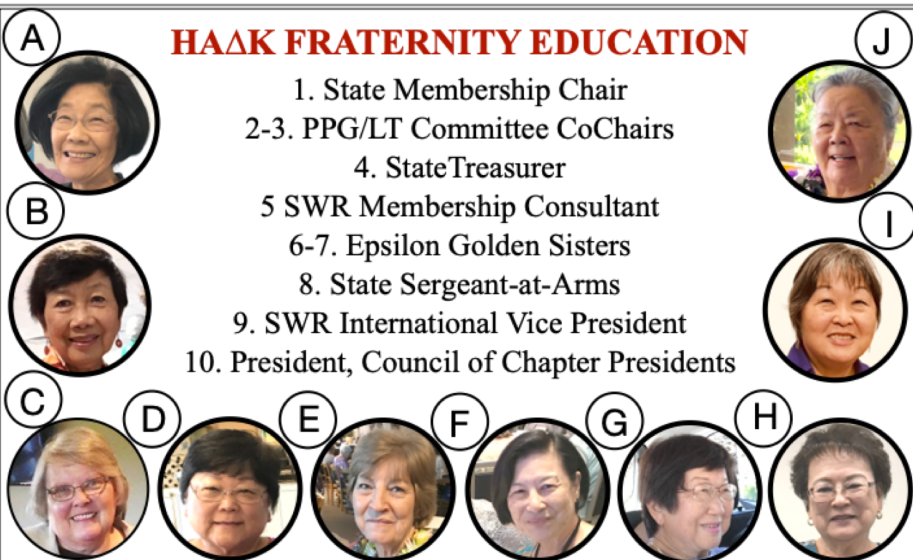 A
J
HAΔK FRATERNITY EDUCATION
1. State Membership Chair
2-3. PPG/LT Committee CoChairs
4. StateTreasurer
B
I
5 SWR Membership Consultant
6-7. Epsilon Golden Sisters
8. State Sergeant-at-Arms
9. SWR International Vice President
10. President, Council of Chapter Presidents
C
D
E
F
G
H